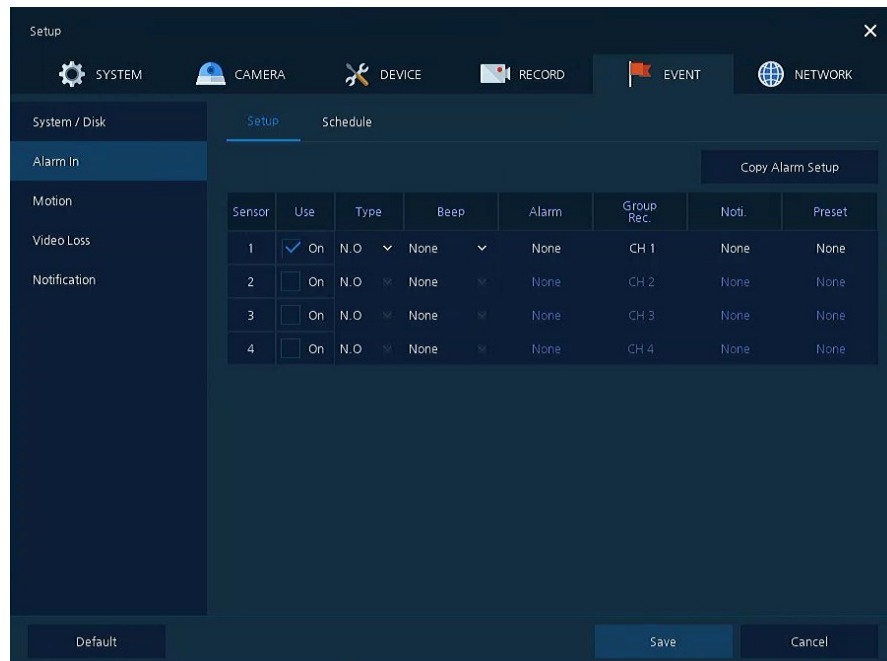 Setup
SYSTEM CAMERA DEVICE RECORD EVENT NETWORK
System / Disk
Alarm In
Motion
Video Loss
Notification
Setup Schedule
Copy Alarm Setup
Sensor Use Type Beep Alarm Group Rec. Noti. Preset
1 On N.O None None CH 1 None None
2 On N.O None None CH 2 None None
3 On N.O None None CH 3 None None
4 On N.O None None CH 4 None None
Default Save Cancel